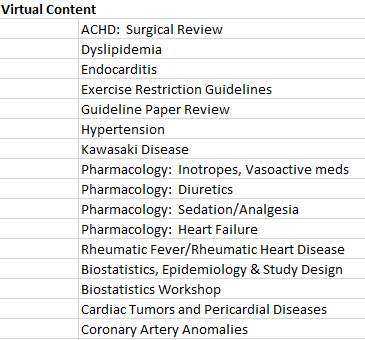 Virtual Content
ACHD:  Surgical Review
Dyslipidemia
Endocarditis
Exercise Restriction Guidelines
Guideline Paper Review
Hypertension
Kawasaki Disease
Pharmacology:  Inotropes, Vasoactive meds
Pharmacology:  Diuretics
Pharmacology:  Sedation/Analgesia
Pharmacology:  Heart Failure
Rheumatic Fever/Rheumatic Heart Disease
Biostatistics, Epidemiology & Study Design
Biostatistics Workshop
Cardiac Tumors and Pericardial Diseases
Coronary Artery Anomalies